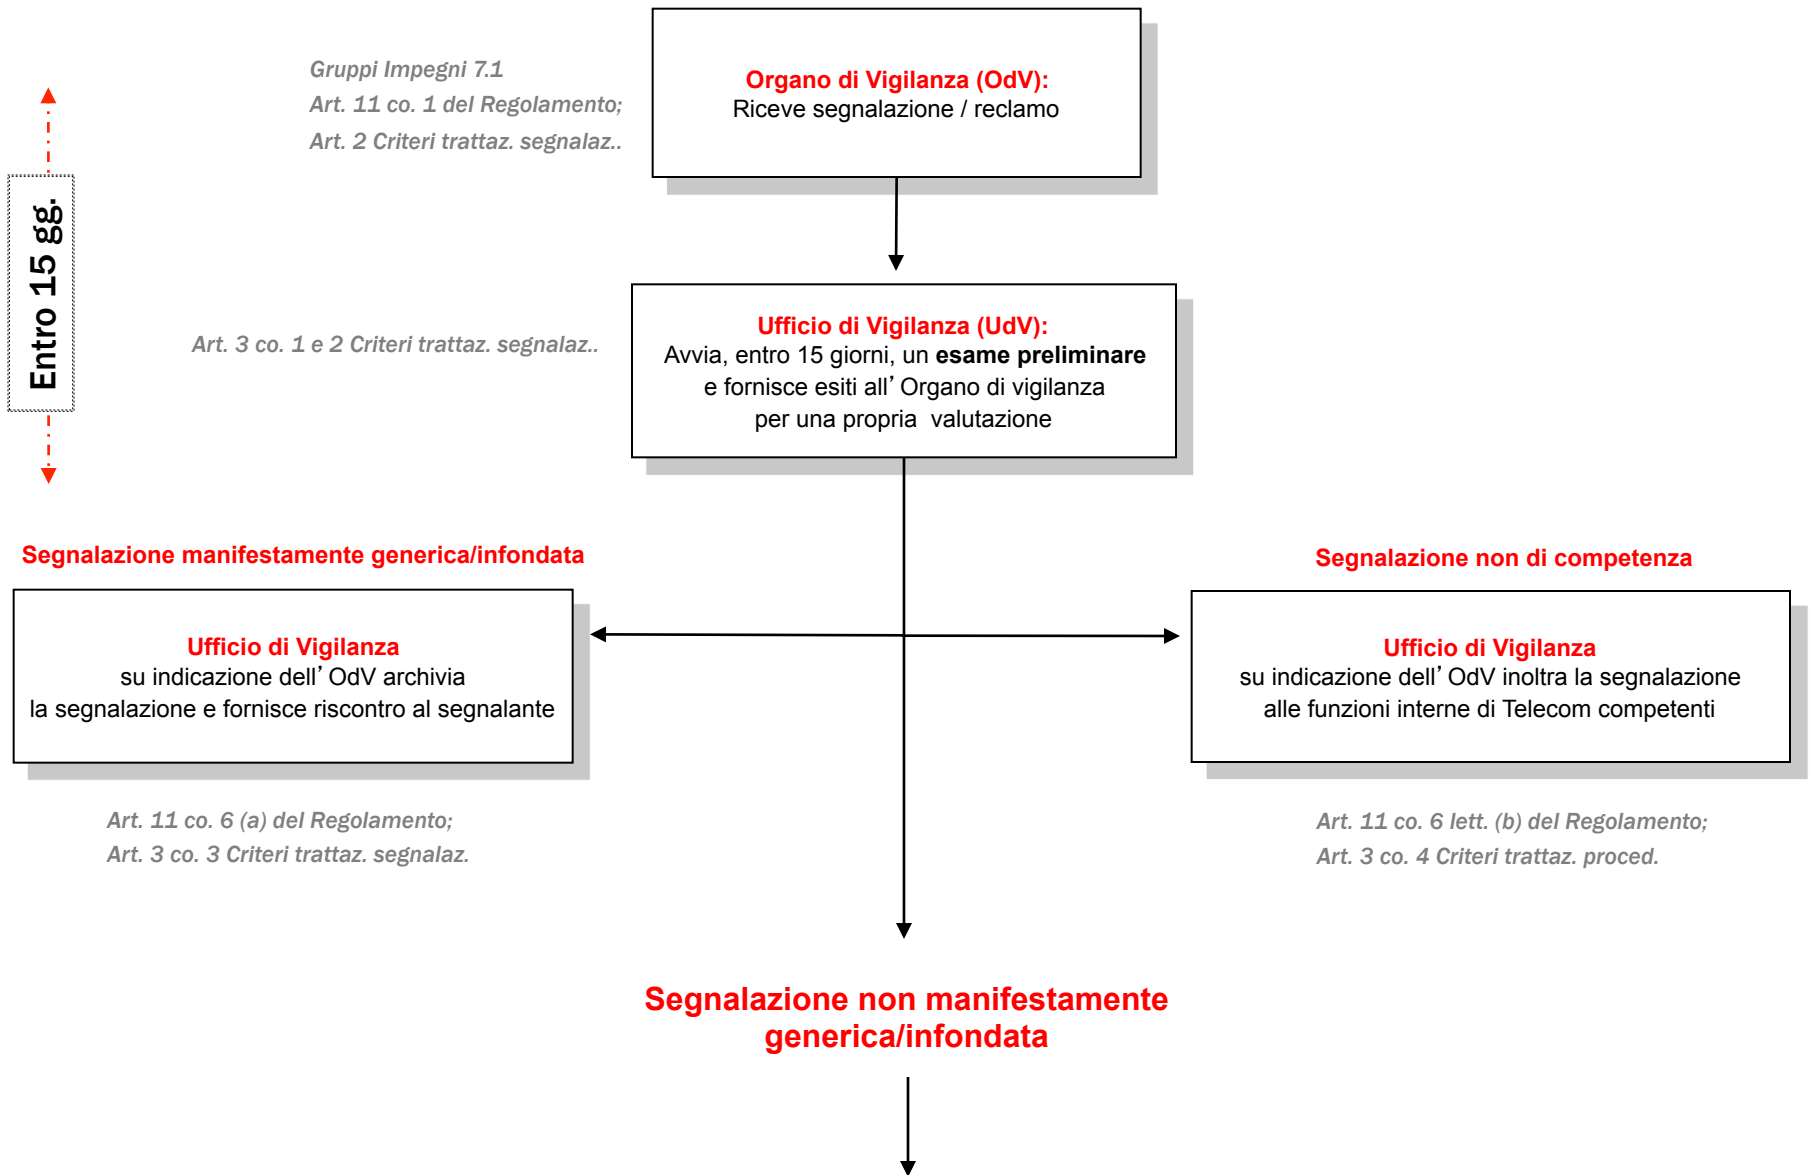 Gruppi Impegni 7.1
Art. 11 co. 1 del Regolamento;
Art. 2 Criteri trattaz. segnalaz..
Organo di Vigilanza (OdV):
Riceve segnalazione / reclamo
Entro 15 gg.
Art. 3 co. 1 e 2 Criteri trattaz. segnalaz..
Ufficio di Vigilanza (UdV):
Avvia, entro 15 giorni, un esame preliminare
e fornisce esiti all’ Organo di vigilanza
per una propria valutazione
Segnalazione manifestamente generica/infondata
Ufficio di Vigilanza
su indicazione dell’ OdV archivia
la segnalazione e fornisce riscontro al segnalante
Art. 11 co. 6 (a) del Regolamento;
Art. 3 co. 3 Criteri trattaz. segnalaz.
Segnalazione non di competenza
Ufficio di Vigilanza
su indicazione dell’ OdV inoltra la segnalazione
alle funzioni interne di Telecom competenti
Art. 11 co. 6 lett. (b) del Regolamento;
Art. 3 co. 4 Criteri trattaz. proced.
Segnalazione non manifestamente
generica/infondata